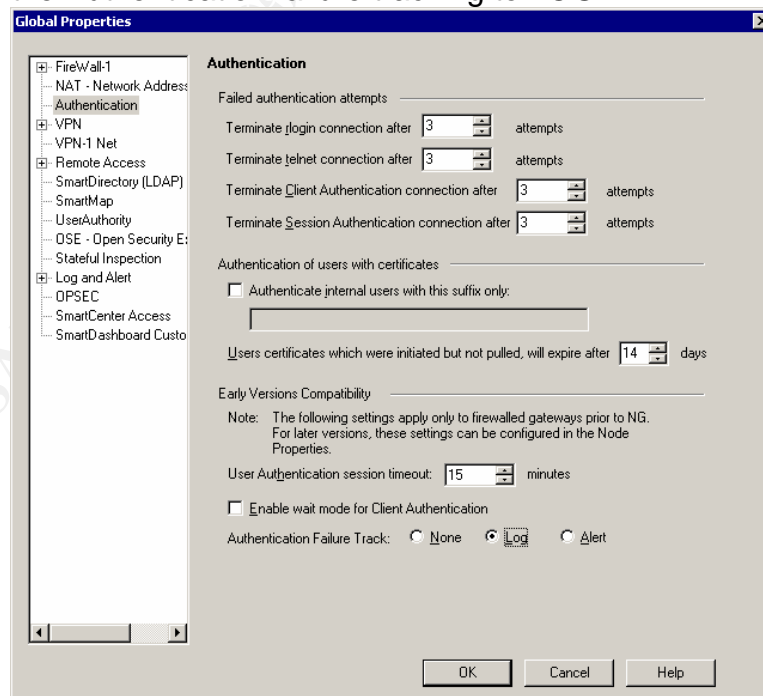 Global Properties
FireWall-1
NAT - Network Address
Authentication
VPN
VPN-1 Net
Remote Access
SmartDirectory (LDAP)
SmartMap
UserAuthority
OSE - Open Security E
Stateful Inspection
Log and Alert
OPSEC
SmartCenter Access
SmartDashboard Custo
Authentication
Failed authentication attempts
Terminate rlogin connection after 3 attempts
Terminate telnet connection after 3 attempts
Terminate Client Authentication connection after 3 attempts
Terminate Session Authentication connection after 3 attempts
Authentication of users with certificates
Authenticate internal users with this suffix only:
Users certificates which were initiated but not pulled, will expire after 14 days
Early Versions Compatibility
Note: The following settings apply only to firewalled gateways prior to NG.
For later versions, these settings can be configured in the Node
Properties.
User Authentication session timeout: 15 minutes
Enable wait mode for Client Authentication
Authentication Failure Track: None Log Alert
OK Cancel Help